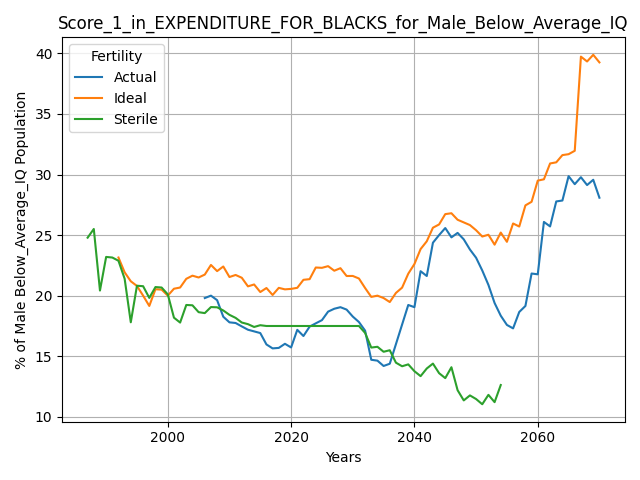 Score_1_in_EXPENDITURE_FOR_BLACKS_for_Male_Below_Average_IQ
% of Male Below_Average_IQ Population
40
35
30
25
20
15
10
Fertility
Actual
Ideal
Sterile
2000
2020
2040
2060
Years